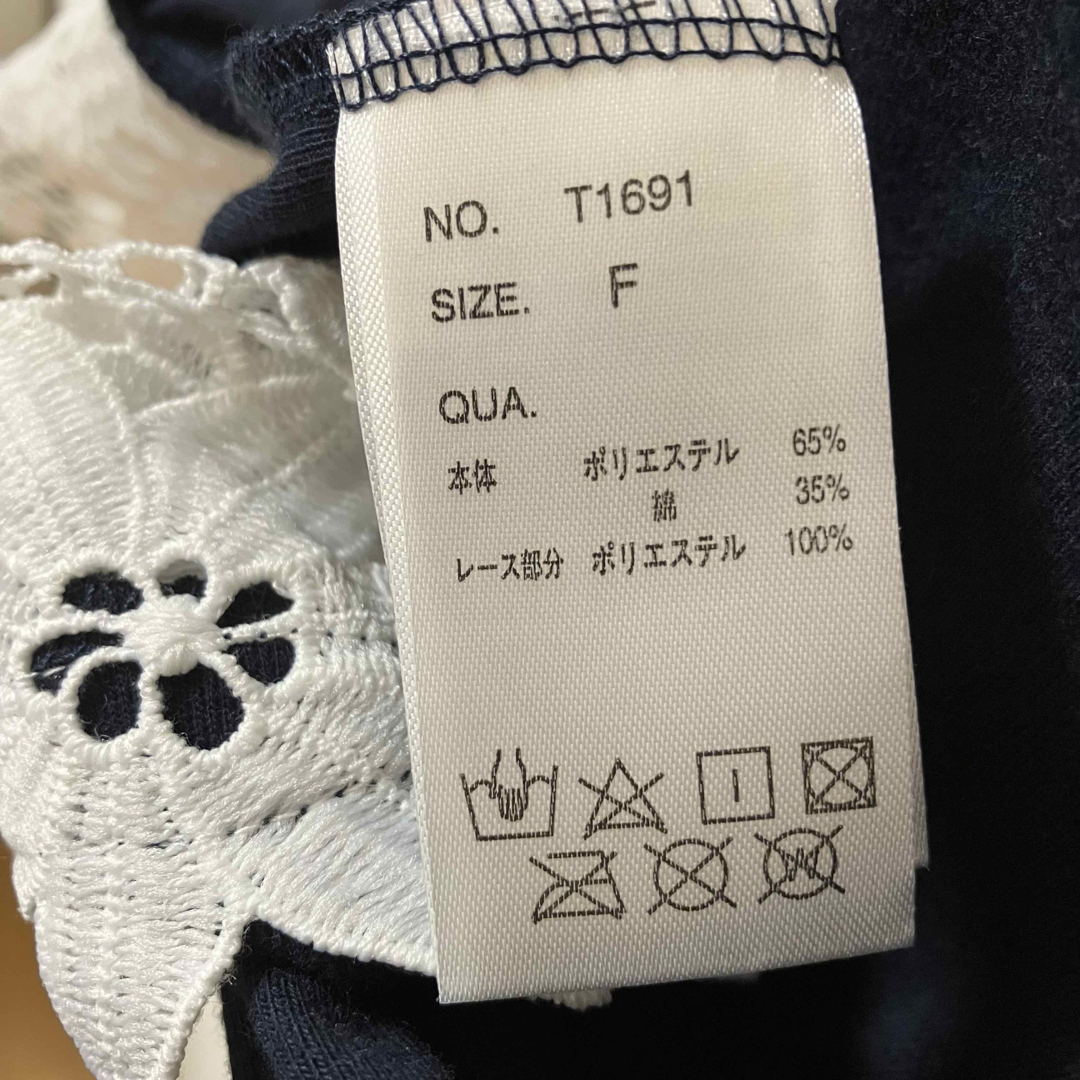 NO. T1691
SIZE. F
QUA.
本体 ポリエステル 65%
綿 35%
レース部分 ポリエステル 100%
W